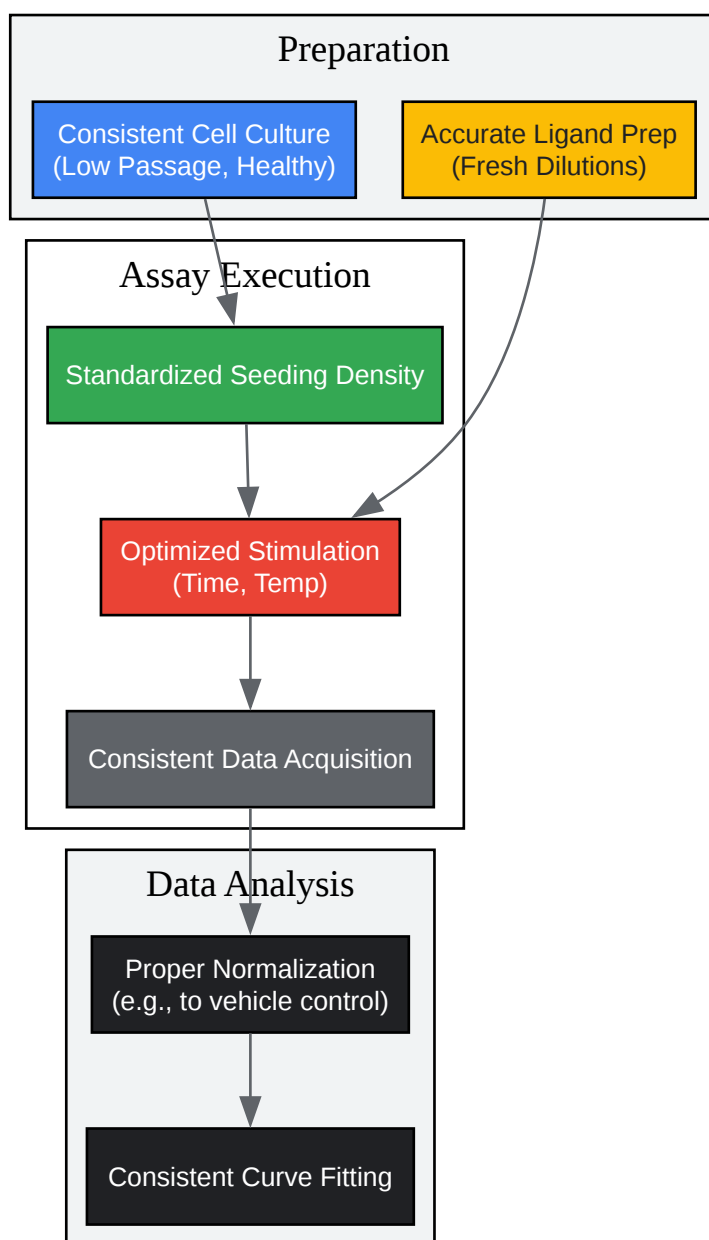 Preparation
Consistent Cell Culture
(Low Passage, Healthy)
Accurate Ligand Prep
(Fresh Dilutions)
Assay Execution
Standardized Seeding Density
Optimized Stimulation
(Time, Temp)
Consistent Data Acquisition
Data Analysis
Proper Normalization
(e.g., to vehicle control)
Consistent Curve Fitting